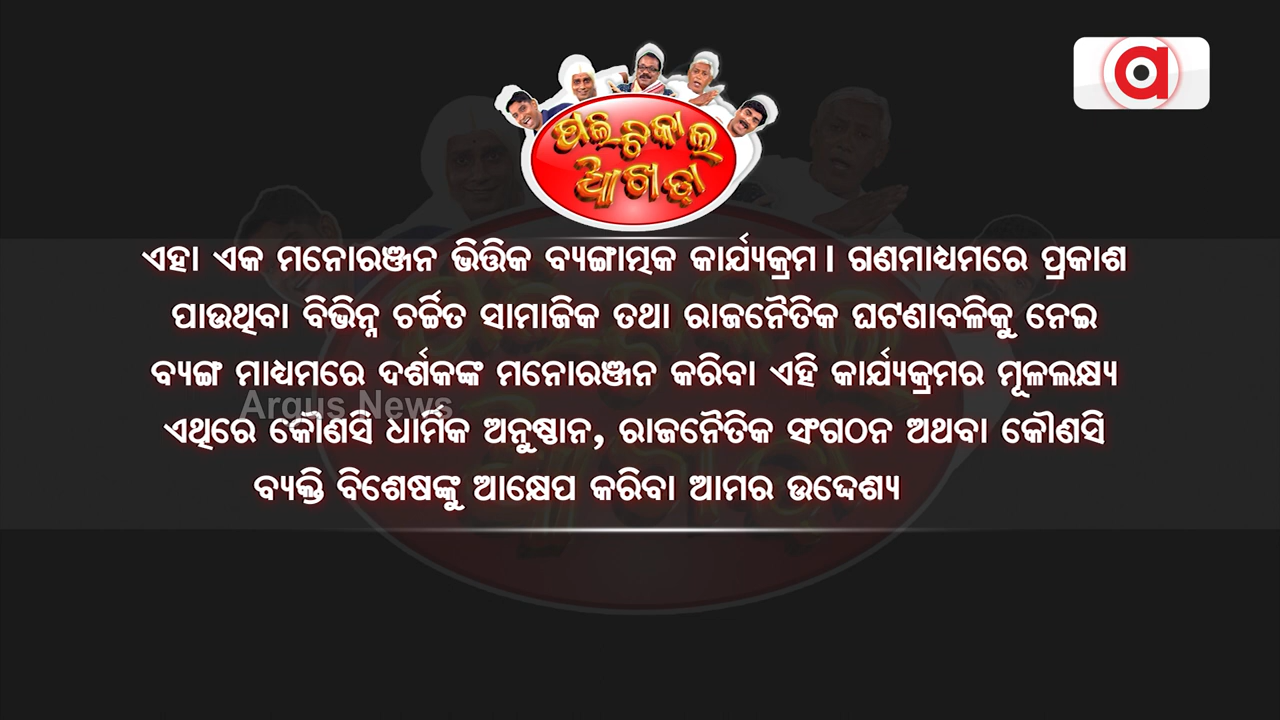 ପଲିଟିକାଲ
ଆଖଡ଼ା
ଏହା ଏକ ମନୋରଞ୍ଜନ ଭିତ୍ତିକ ବ୍ୟଙ୍ଗାତ୍ମକ କାର୍ଯ୍ୟକ୍ରମ। ଗଣମାଧ୍ୟମରେ ପ୍ରକାଶ
ପାଉଥିବା ବିଭିନ୍ନ ଚର୍ଚ୍ଚିତ ସାମାଜିକ ତଥା ରାଜନୈତିକ ଘଟଣାବଳିକୁ ନେଇ
ବ୍ୟଙ୍ଗ ମାଧ୍ୟମରେ ଦର୍ଶକଙ୍କ ମନୋରଞ୍ଜନ କରିବା ଏହି କାର୍ଯ୍ୟକ୍ରମର ମୂଳଲକ୍ଷ୍ୟ
Argus News
ଏଥିରେ କୌଣସି ଧାର୍ମିକ ଅନୁଷ୍ଠାନ, ରାଜନୈତିକ ସଂଗଠନ ଅଥବା କୌଣସି
ବ୍ୟକ୍ତି ବିଶେଷଙ୍କୁ ଆକ୍ଷେପ କରିବା ଆମର ଉଦ୍ଦେଶ୍ୟ